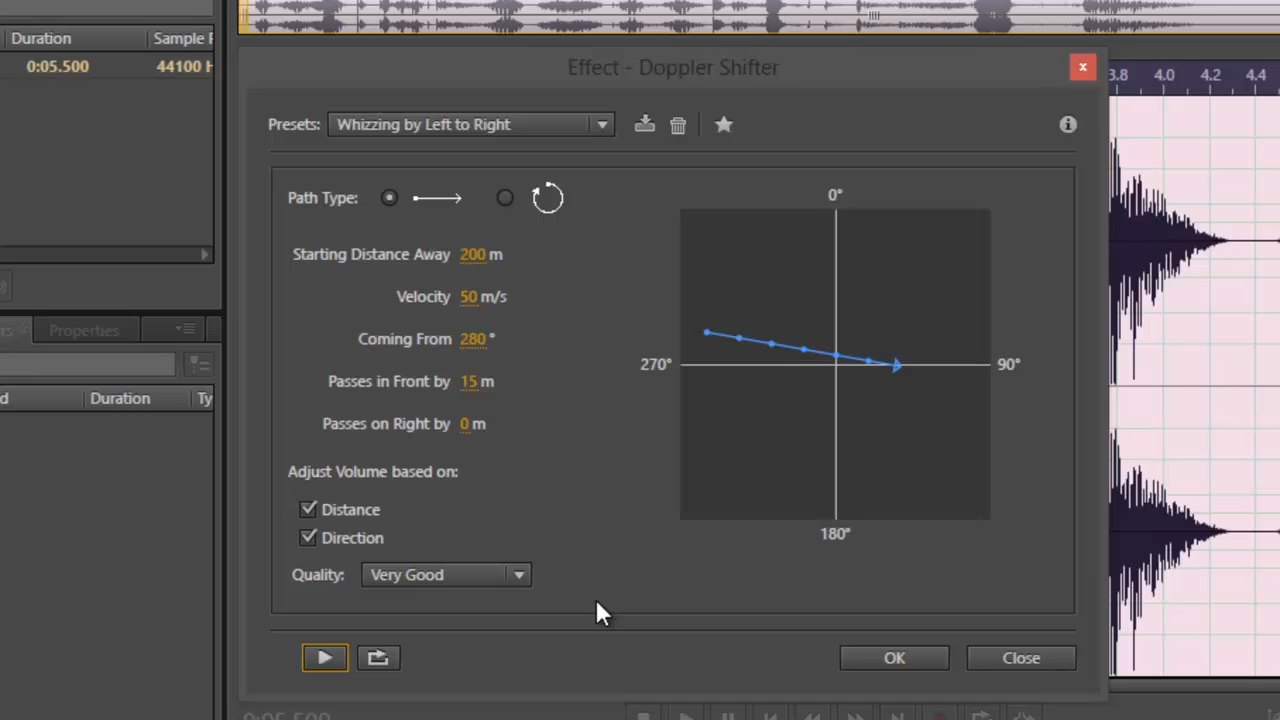 Duration Sample
0:05.500 44100
Effect - Doppler Shifter
x
3.8 4.0 4.2 4.4
Presets: Whizzing by Left to Right
Path Type:
0°
Starting Distance Away 200 m
Velocity 50 m/s
Coming From 280 °
270° 90°
Passes in Front by 15 m
Passes on Right by 0 m
180°
Adjust Volume based on:
Distance
Direction
Quality: Very Good
OK Close
Properties
Duration
0:05.500